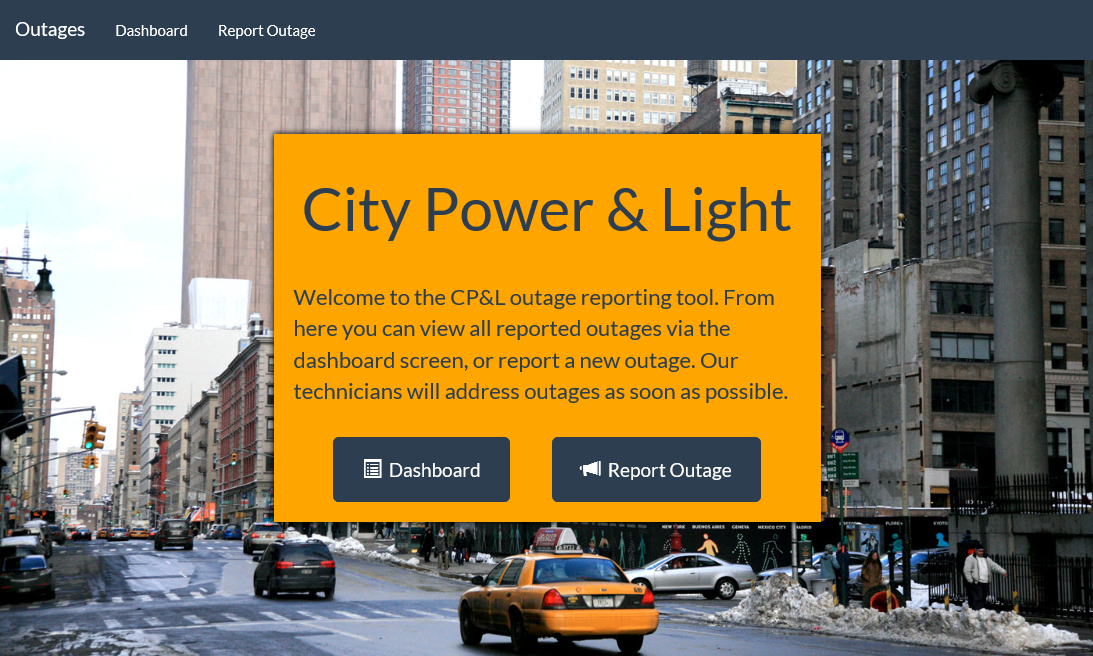 Outages Dashboard Report Outage
City Power & Light
Welcome to the CP&L outage reporting tool. From
here you can view all reported outages via the
dashboard screen, or report a new outage. Our
technicians will address outages as soon as possible.
Dashboard Report Outage
NEW YORK BUENOS AIRES GENEVA MEXICO CITY MADRID